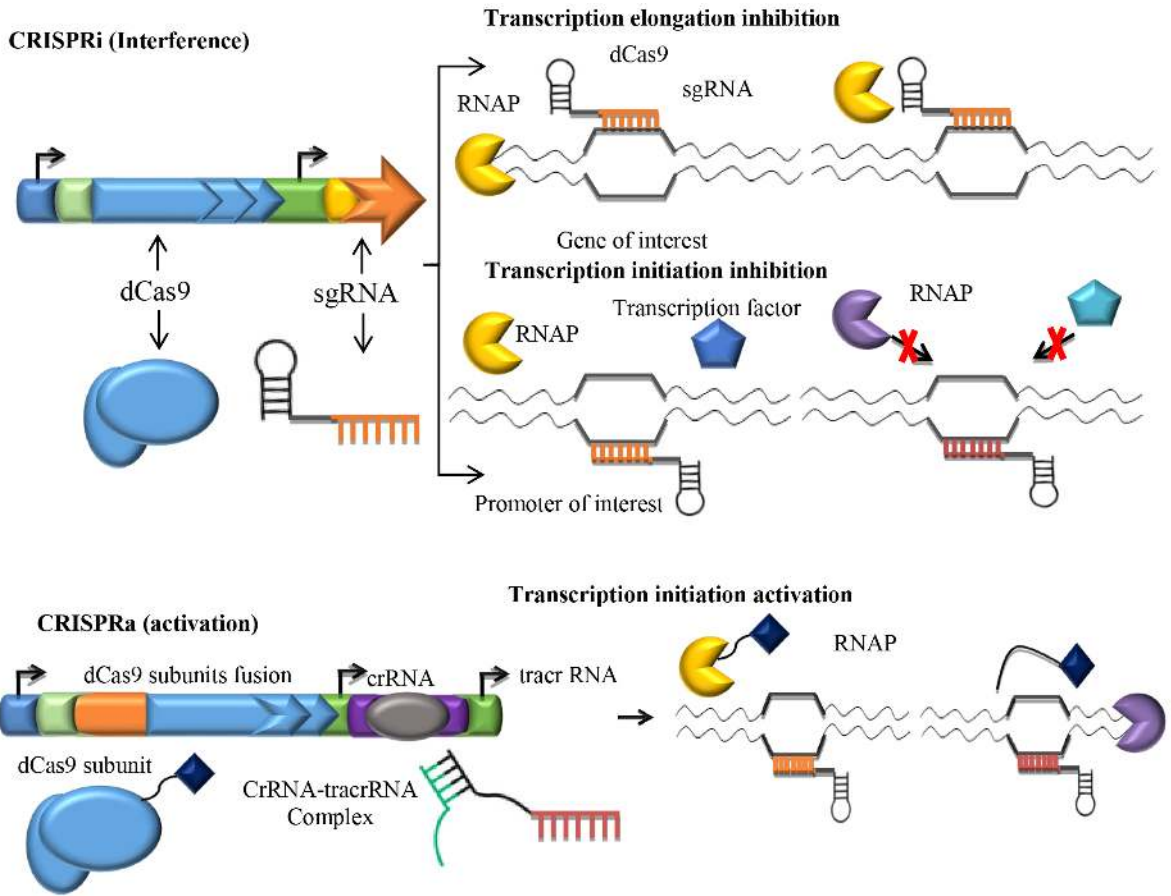 CRISPRi (Interference)
dCas9
sgRNA
Transcription elongation inhibition
dCas9
sgRNA
RNAP
Gene of interest
Transcription initiation inhibition
Transcription factor
RNAP
RNAP
Promoter of interest
CRISPRa (activation)
dCas9 subunits fusion
crRNA
tracr RNA
dCas9 subunit
CrRNA-tracrRNA
Complex
Transcription initiation activation
RNAP